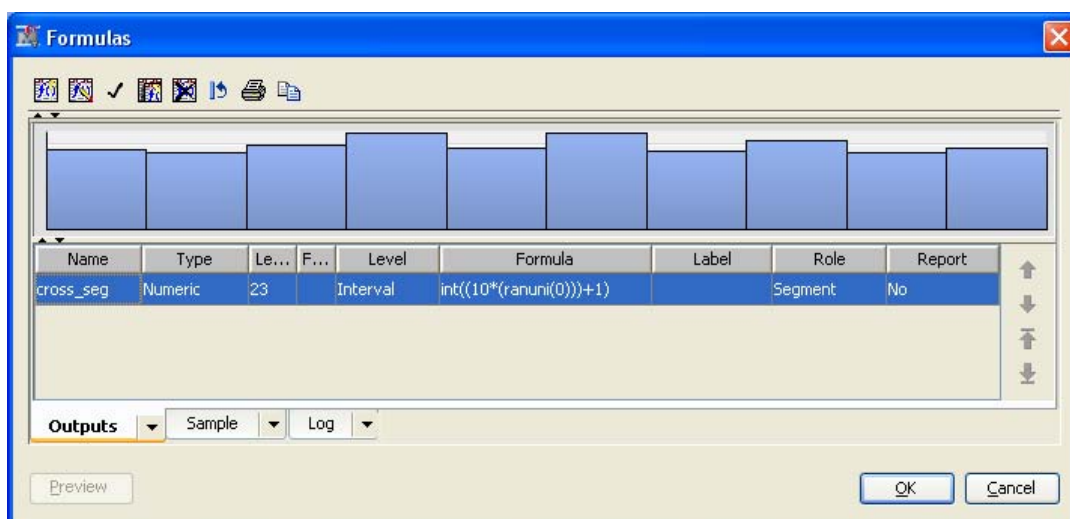 Formulas
Name Type Le... F... Level Formula Label Role Report
cross_seg Numeric 23 Interval int((10*(ranuni(0)))+1) Segment No
Outputs Sample Log
Preview OK Cancel